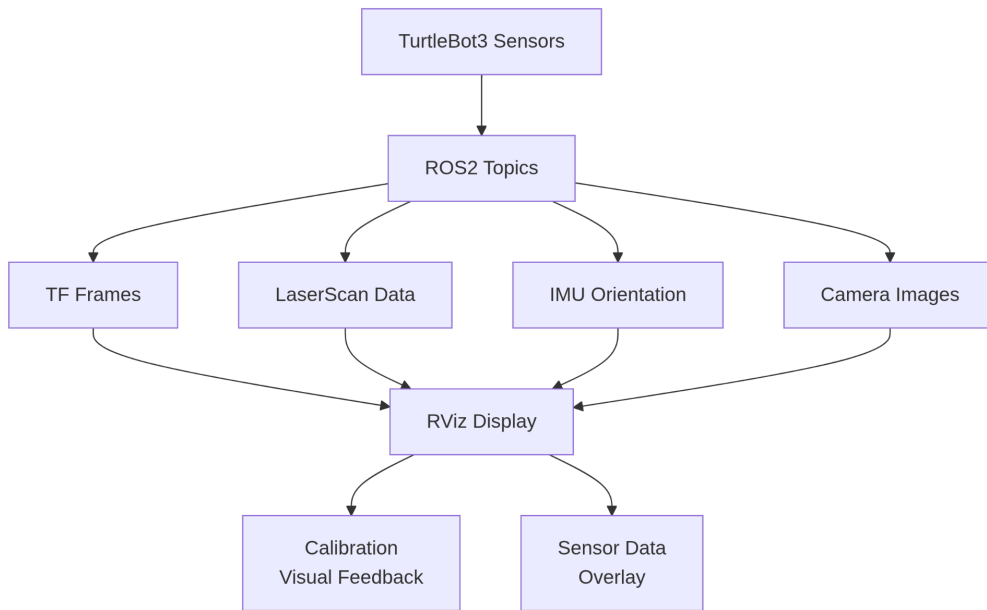 TurtleBot3 Sensors
ROS2 Topics
TF Frames
LaserScan Data
IMU Orientation
Camera Images
RViz Display
Calibration
Visual Feedback
Sensor Data
Overlay